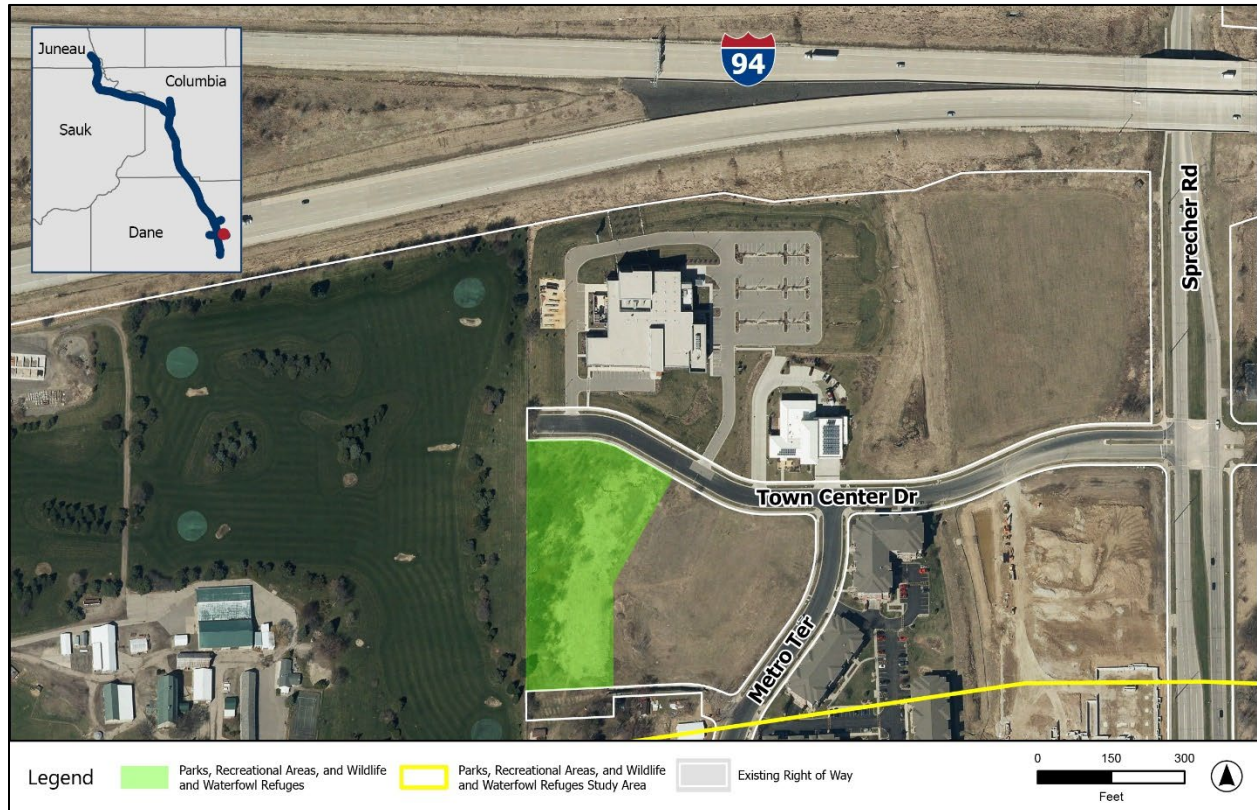 Juneau
Columbia
Sauk
Dane
94
Sprecher Rd
Town Center Dr
Metro Ter
Legend
Parks, Recreational Areas, and Wildlife
and Waterfowl Refuges
Parks, Recreational Areas, and Wildlife
and Waterfowl Refuges Study Area
Existing Right of Way
0 150 300
Feet